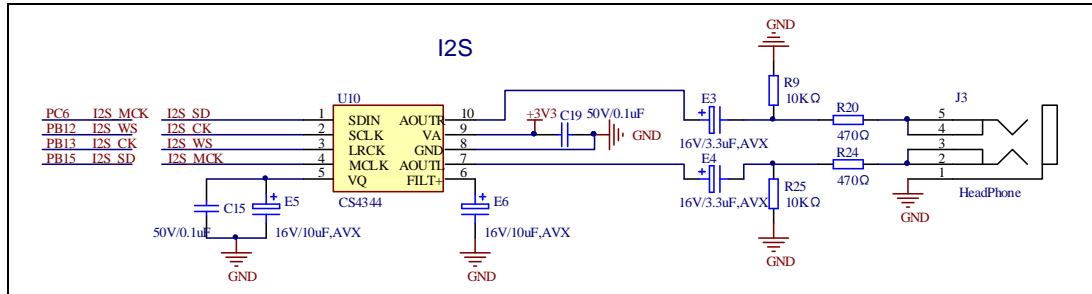 GND
I2S
R9
10KΩ
J3
U10
E3
R20
PC6 I2S_MCK I2S_SD 1 SDIN AOUTR 10 +3V3 C19 50V/0.1uF 5
PB12 I2S_WS I2S_CK 2 SCLK VA 9 GND 16V/3.3uF,AVX 470Ω 4
PB13 I2S_CK I2S_WS 3 LRCK GND 8 E4 R24 3
PB15 I2S_SD I2S_MCK 4 MCLK AOUTL 7 2
5 VQ FILT+ 6 16V/3.3uF,AVX R25 470Ω 1
C15 E5 CS4344 E6 10KΩ GND HeadPhone
50V/0.1uF 16V/10uF,AVX 16V/10uF,AVX
GND GND GND